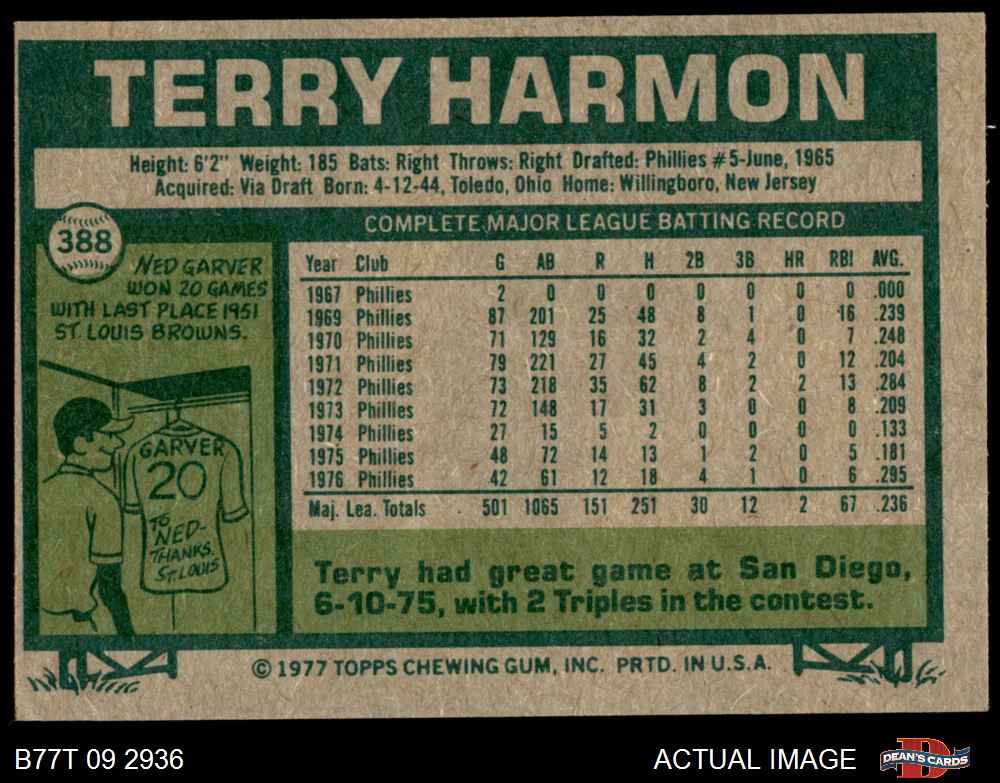 TERRY HARMON
Height: 6'2" Weight: 185 Bats: Right Throws: Right Drafted: Phillies #5-June, 1965
Acquired: Via Draft Born: 4-12-44, Toledo, Ohio Home: Willingboro, New Jersey
388
NED GARVER
WON 20 GAMES
WITH LAST PLACE 1951
ST. LOUIS BROWNS.
GARVER
20
TO
NED-
THANKS.
ST. LOUIS
COMPLETE MAJOR LEAGUE BATTING RECORD
Year Club G AB R H 2B 3B HR RBI AVG.
1967 Phillies 2 0 0 0 0 0 0 0 .000
1969 Phillies 87 201 25 48 8 1 0 16 .239
1970 Phillies 71 129 16 32 2 4 0 7 .248
1971 Phillies 79 221 27 45 4 2 0 12 .204
1972 Phillies 73 218 35 62 8 2 2 13 .284
1973 Phillies 72 148 17 31 3 0 0 8 .209
1974 Phillies 27 15 5 2 0 0 0 0 .133
1975 Phillies 48 72 14 13 1 2 0 5 .181
1976 Phillies 42 61 12 18 4 1 0 6 .295
Maj. Lea. Totals 501 1065 151 251 30 12 2 67 .236
Terry had great game at San Diego,
6-10-75, with 2 Triples in the contest.
© 1977 TOPPS CHEWING GUM, INC. PRTD. IN U.S.A.
B77T 09 2936
ACTUAL IMAGE
D
DEAN'S CARDS